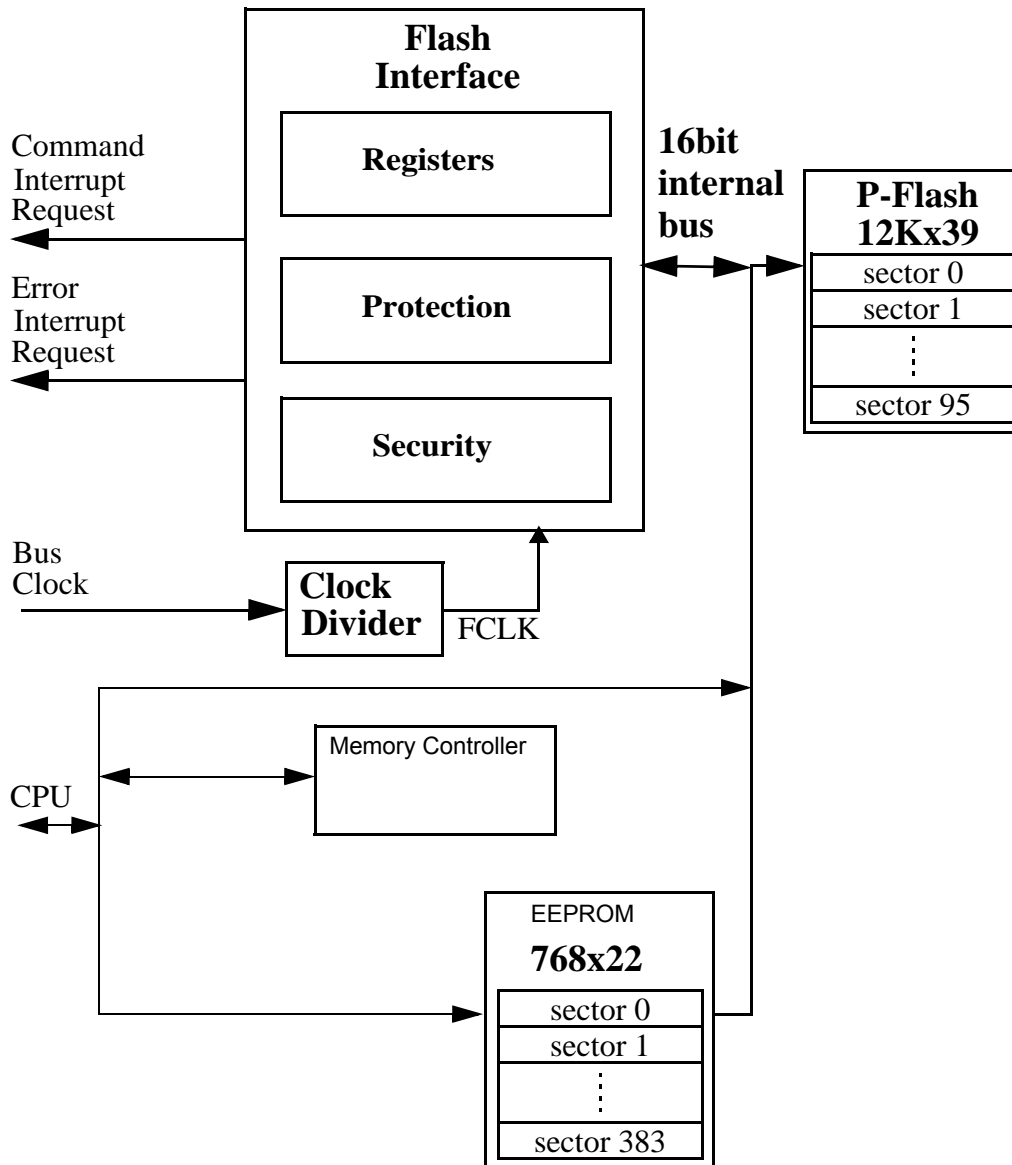 Flash
Interface
Registers
Protection
Security
Command
Interrupt
Request
Error
Interrupt
Request
16bit
internal
bus
P-Flash
12Kx39
sector 0
sector 1
sector 95
Bus
Clock
Clock
Divider
FCLK
Memory Controller
CPU
EEPROM
768x22
sector 0
sector 1
sector 383